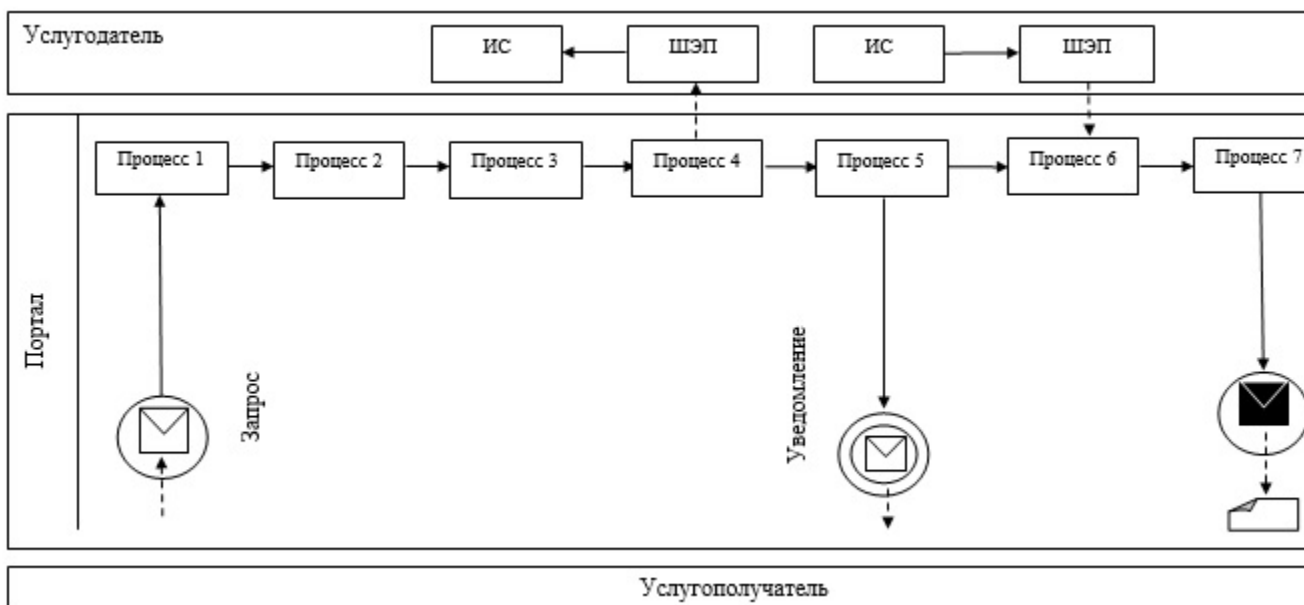 Услугодатель
ИС
ШЭП
ИС
ШЭП
Портал
Процесс 1
Процесс 2
Процесс 3
Процесс 4
Процесс 5
Процесс 6
Процесс 7
Запрос
Уведомление
Услугополучатель